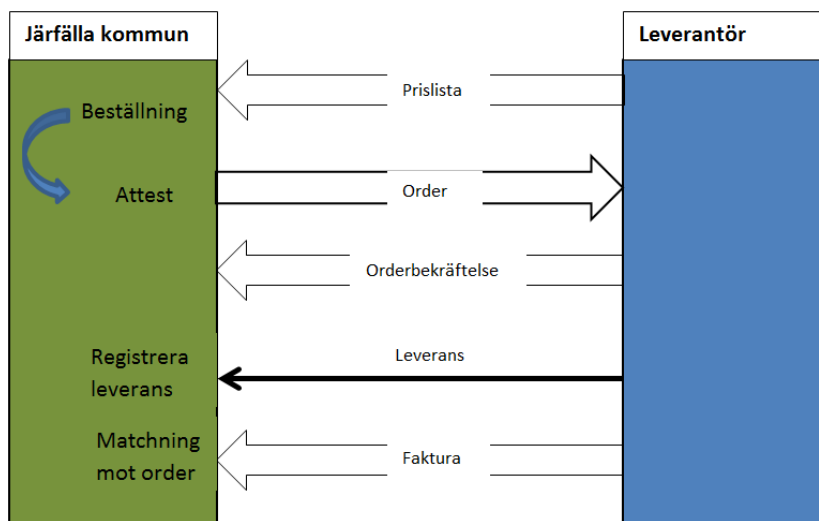 Järfälla kommun
Leverantör
Prislista
Beställning
Attest
Order
Orderbekräftelse
Leverans
Registrera
leverans
Matchning
mot order
Faktura